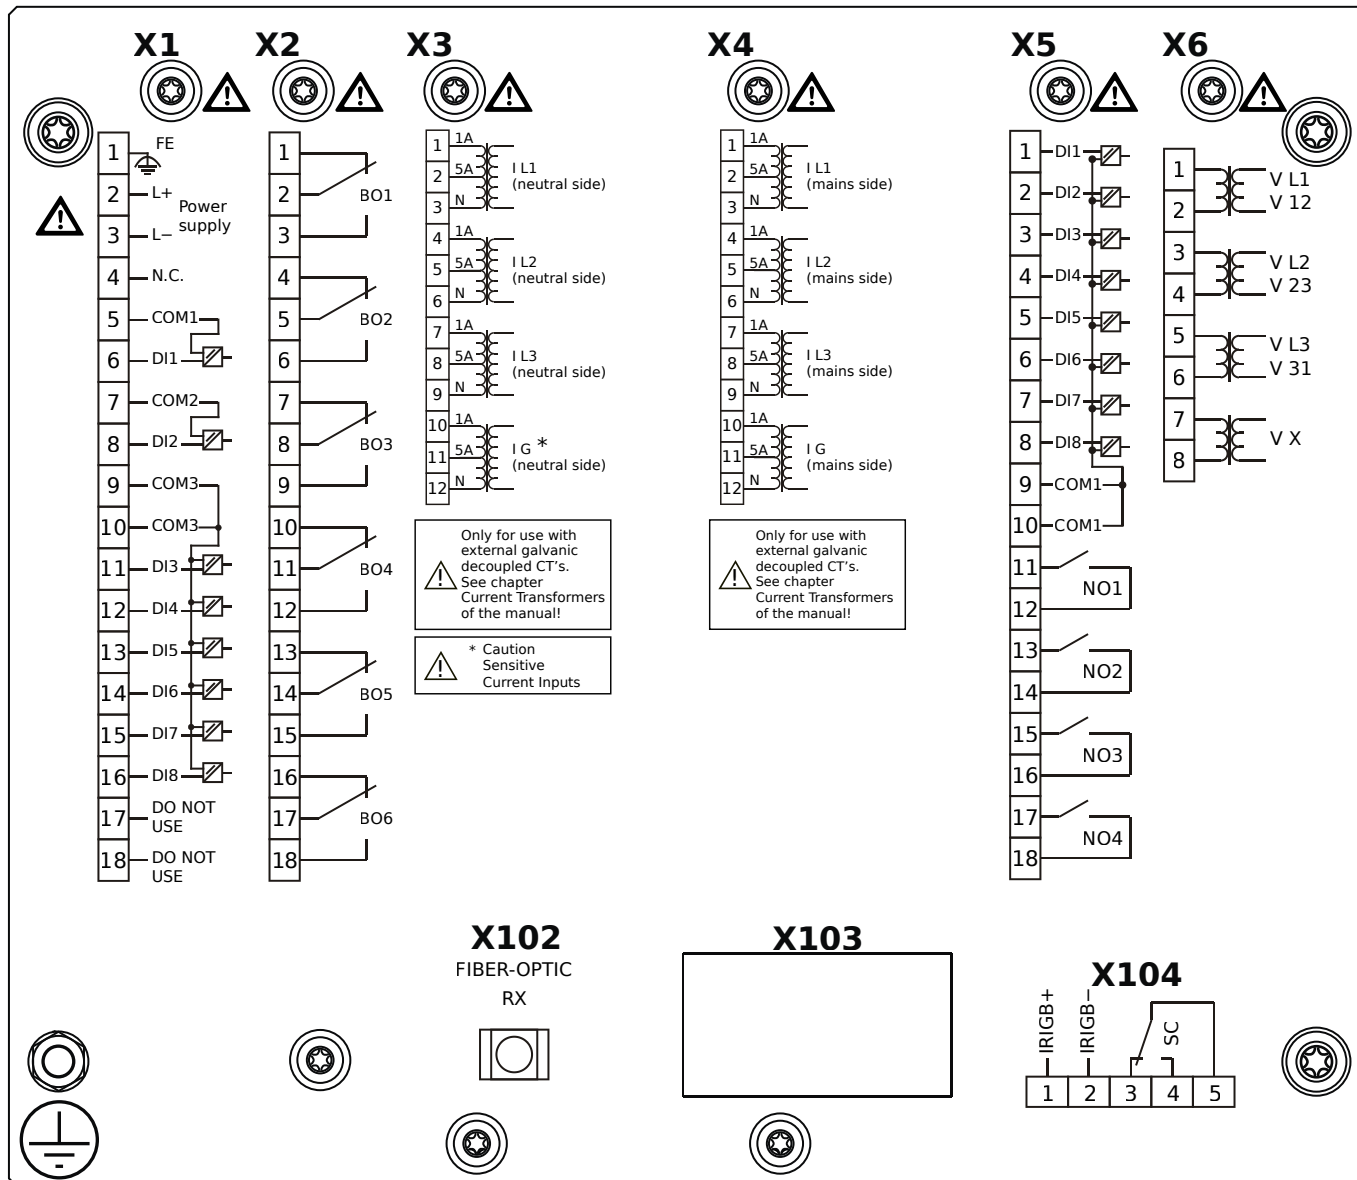 X1
1
FE
2
L+
Power
supply
3
L−
4
N.C.
5
COM1
6
DI1
7
COM2
8
DI2
9
COM3
10
COM3
11
DI3
12
DI4
13
DI5
14
DI6
15
DI7
16
DI8
17
DO NOT
USE
18
DO NOT
USE
X2
1
2
BO1
3
4
5
BO2
6
7
8
BO3
9
10
11
BO4
12
13
14
BO5
15
16
17
BO6
18
X3
1
1A
2
5A
I L1
(neutral side)
3
N
4
1A
5
5A
I L2
(neutral side)
6
N
7
1A
8
5A
I L3
(neutral side)
9
N
10
1A
11
5A
I G *
(neutral side)
12
N
Only for use with
external galvanic
decoupled CT’s.
See chapter
Current Transformers
of the manual!
* Caution
Sensitive
Current Inputs
X4
1
1A
2
5A
I L1
(mains side)
3
N
4
1A
5
5A
I L2
(mains side)
6
N
7
1A
8
5A
I L3
(mains side)
9
N
10
1A
11
5A
I G
(mains side)
12
N
Only for use with
external galvanic
decoupled CT’s.
See chapter
Current Transformers
of the manual!
X5
1
DI1
2
DI2
3
DI3
4
DI4
5
DI5
6
DI6
7
DI7
8
DI8
9
COM1
10
COM1
11
NO1
12
13
NO2
14
15
NO3
16
17
NO4
18
X6
1
V L1
V 12
2
3
V L2
V 23
4
5
V L3
V 31
6
7
V X
8
X102
FIBER-OPTIC
RX
X103
X104
IRIGB+
IRIGB−
SC
1 2 3 4 5